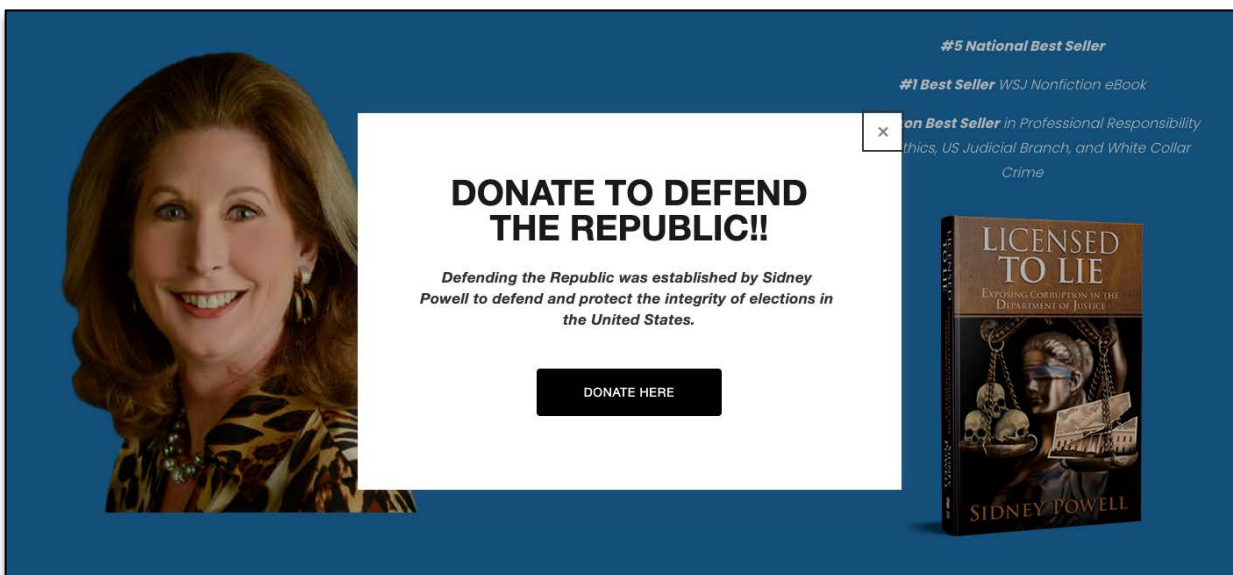 #5 National Best Seller
#1 Best Seller WSJ Nonfiction eBook
on Best Seller in Professional Responsibility
thics, US Judicial Branch, and White Collar
Crime
×
DONATE TO DEFEND
THE REPUBLIC!!
Defending the Republic was established by Sidney
Powell to defend and protect the integrity of elections in
the United States.
DONATE HERE
LICENSED
TO LIE
EXPOSING CORRUPTION IN THE
DEPARTMENT OF JUSTICE
SIDNEY POWELL